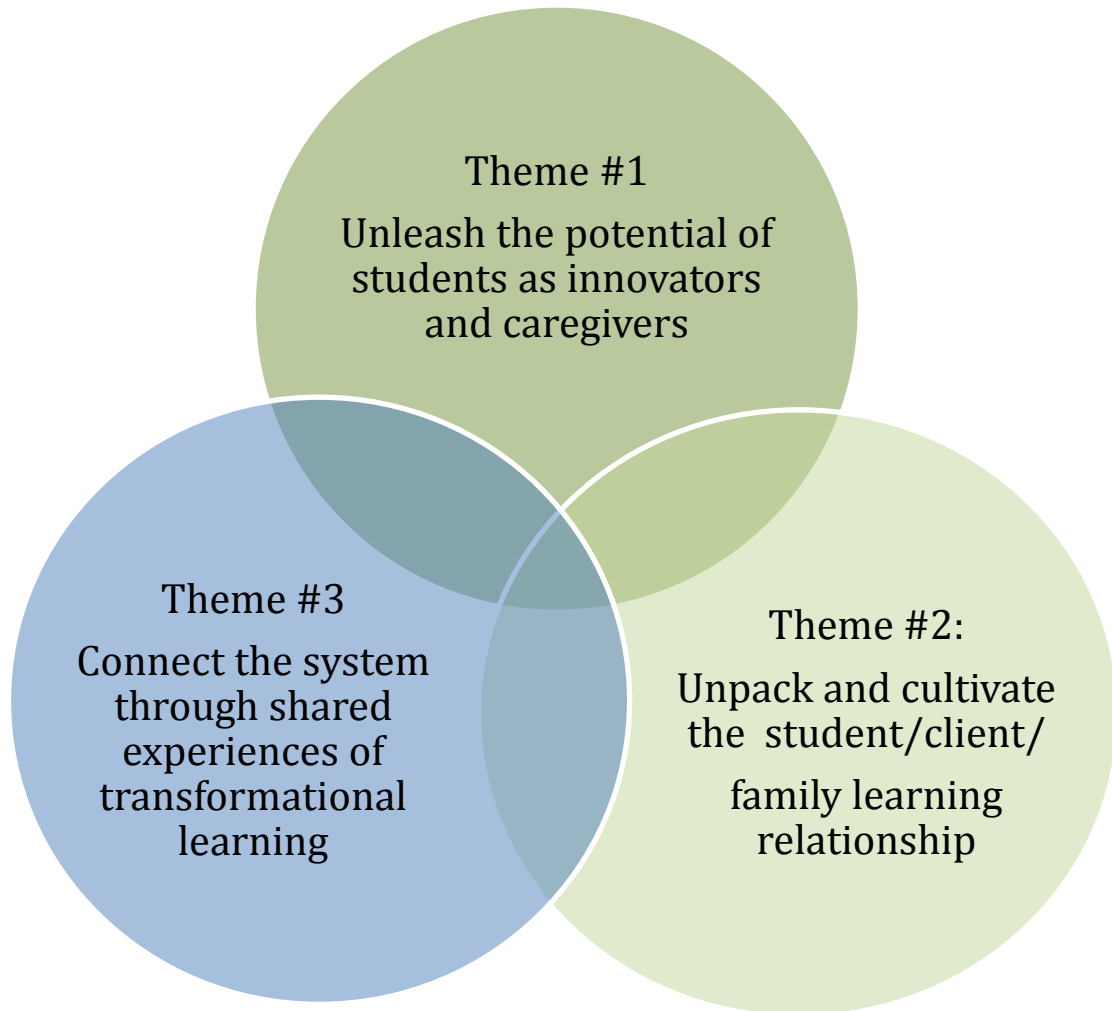 Theme #1
Unleash the potential of
students as innovators
and caregivers
Theme #3
Connect the system
through shared
experiences of
transformational
learning
Theme #2:
Unpack and cultivate
the  student/client/
family learning
relationship